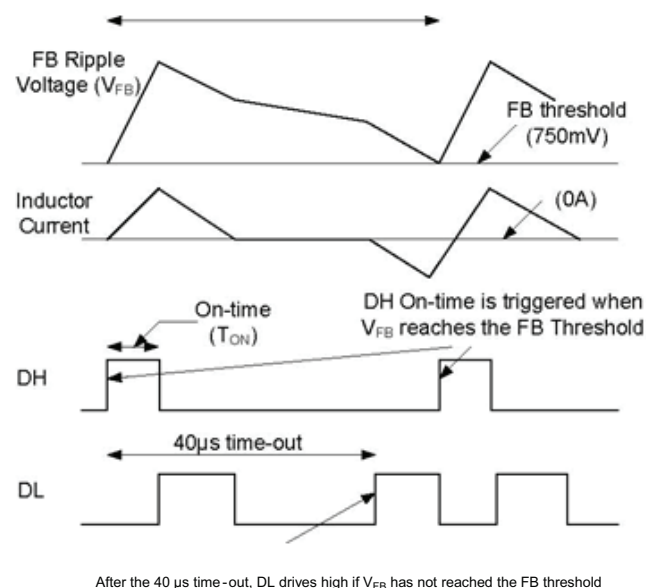 FB Ripple
Voltage (VFB)
FB threshold
(750mV)
Inductor
Current
(0A)
On-time
(TON)
DH On-time is triggered when
VFB reaches the FB Threshold
DH
40µs time-out
DL
After the 40 µs time-out, DL drives high if VFB has not reached the FB threshold